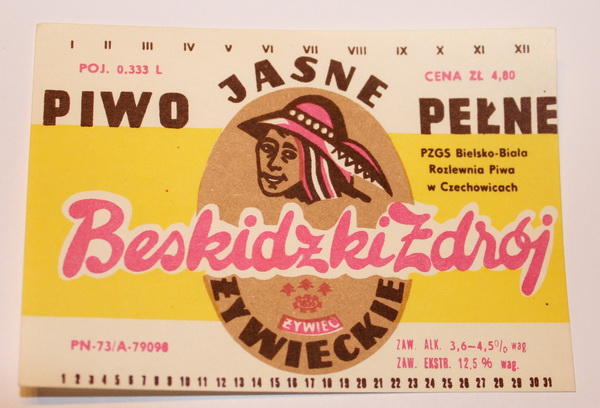 I II III IV V VI VII VIII IX X XI XII
POJ. 0.333 L
CENA ZŁ 4,80
PIWO JASNE PEŁNE
PZGS Bielsko-Biała
Rozlewnia Piwa
w Czechowicach
Beskidzki Zdrój
ŻYWIEC
ŻYWIECKIE
PN-73/A-79098
ZAW. ALK. 3,6-4,5% wag.
ZAW. EKSTR. 12,5 % wag.
1 2 3 4 5 6 7 8 9 10 11 12 13 14 15 16 17 18 19 20 21 22 23 24 25 26 27 28 29 30 31